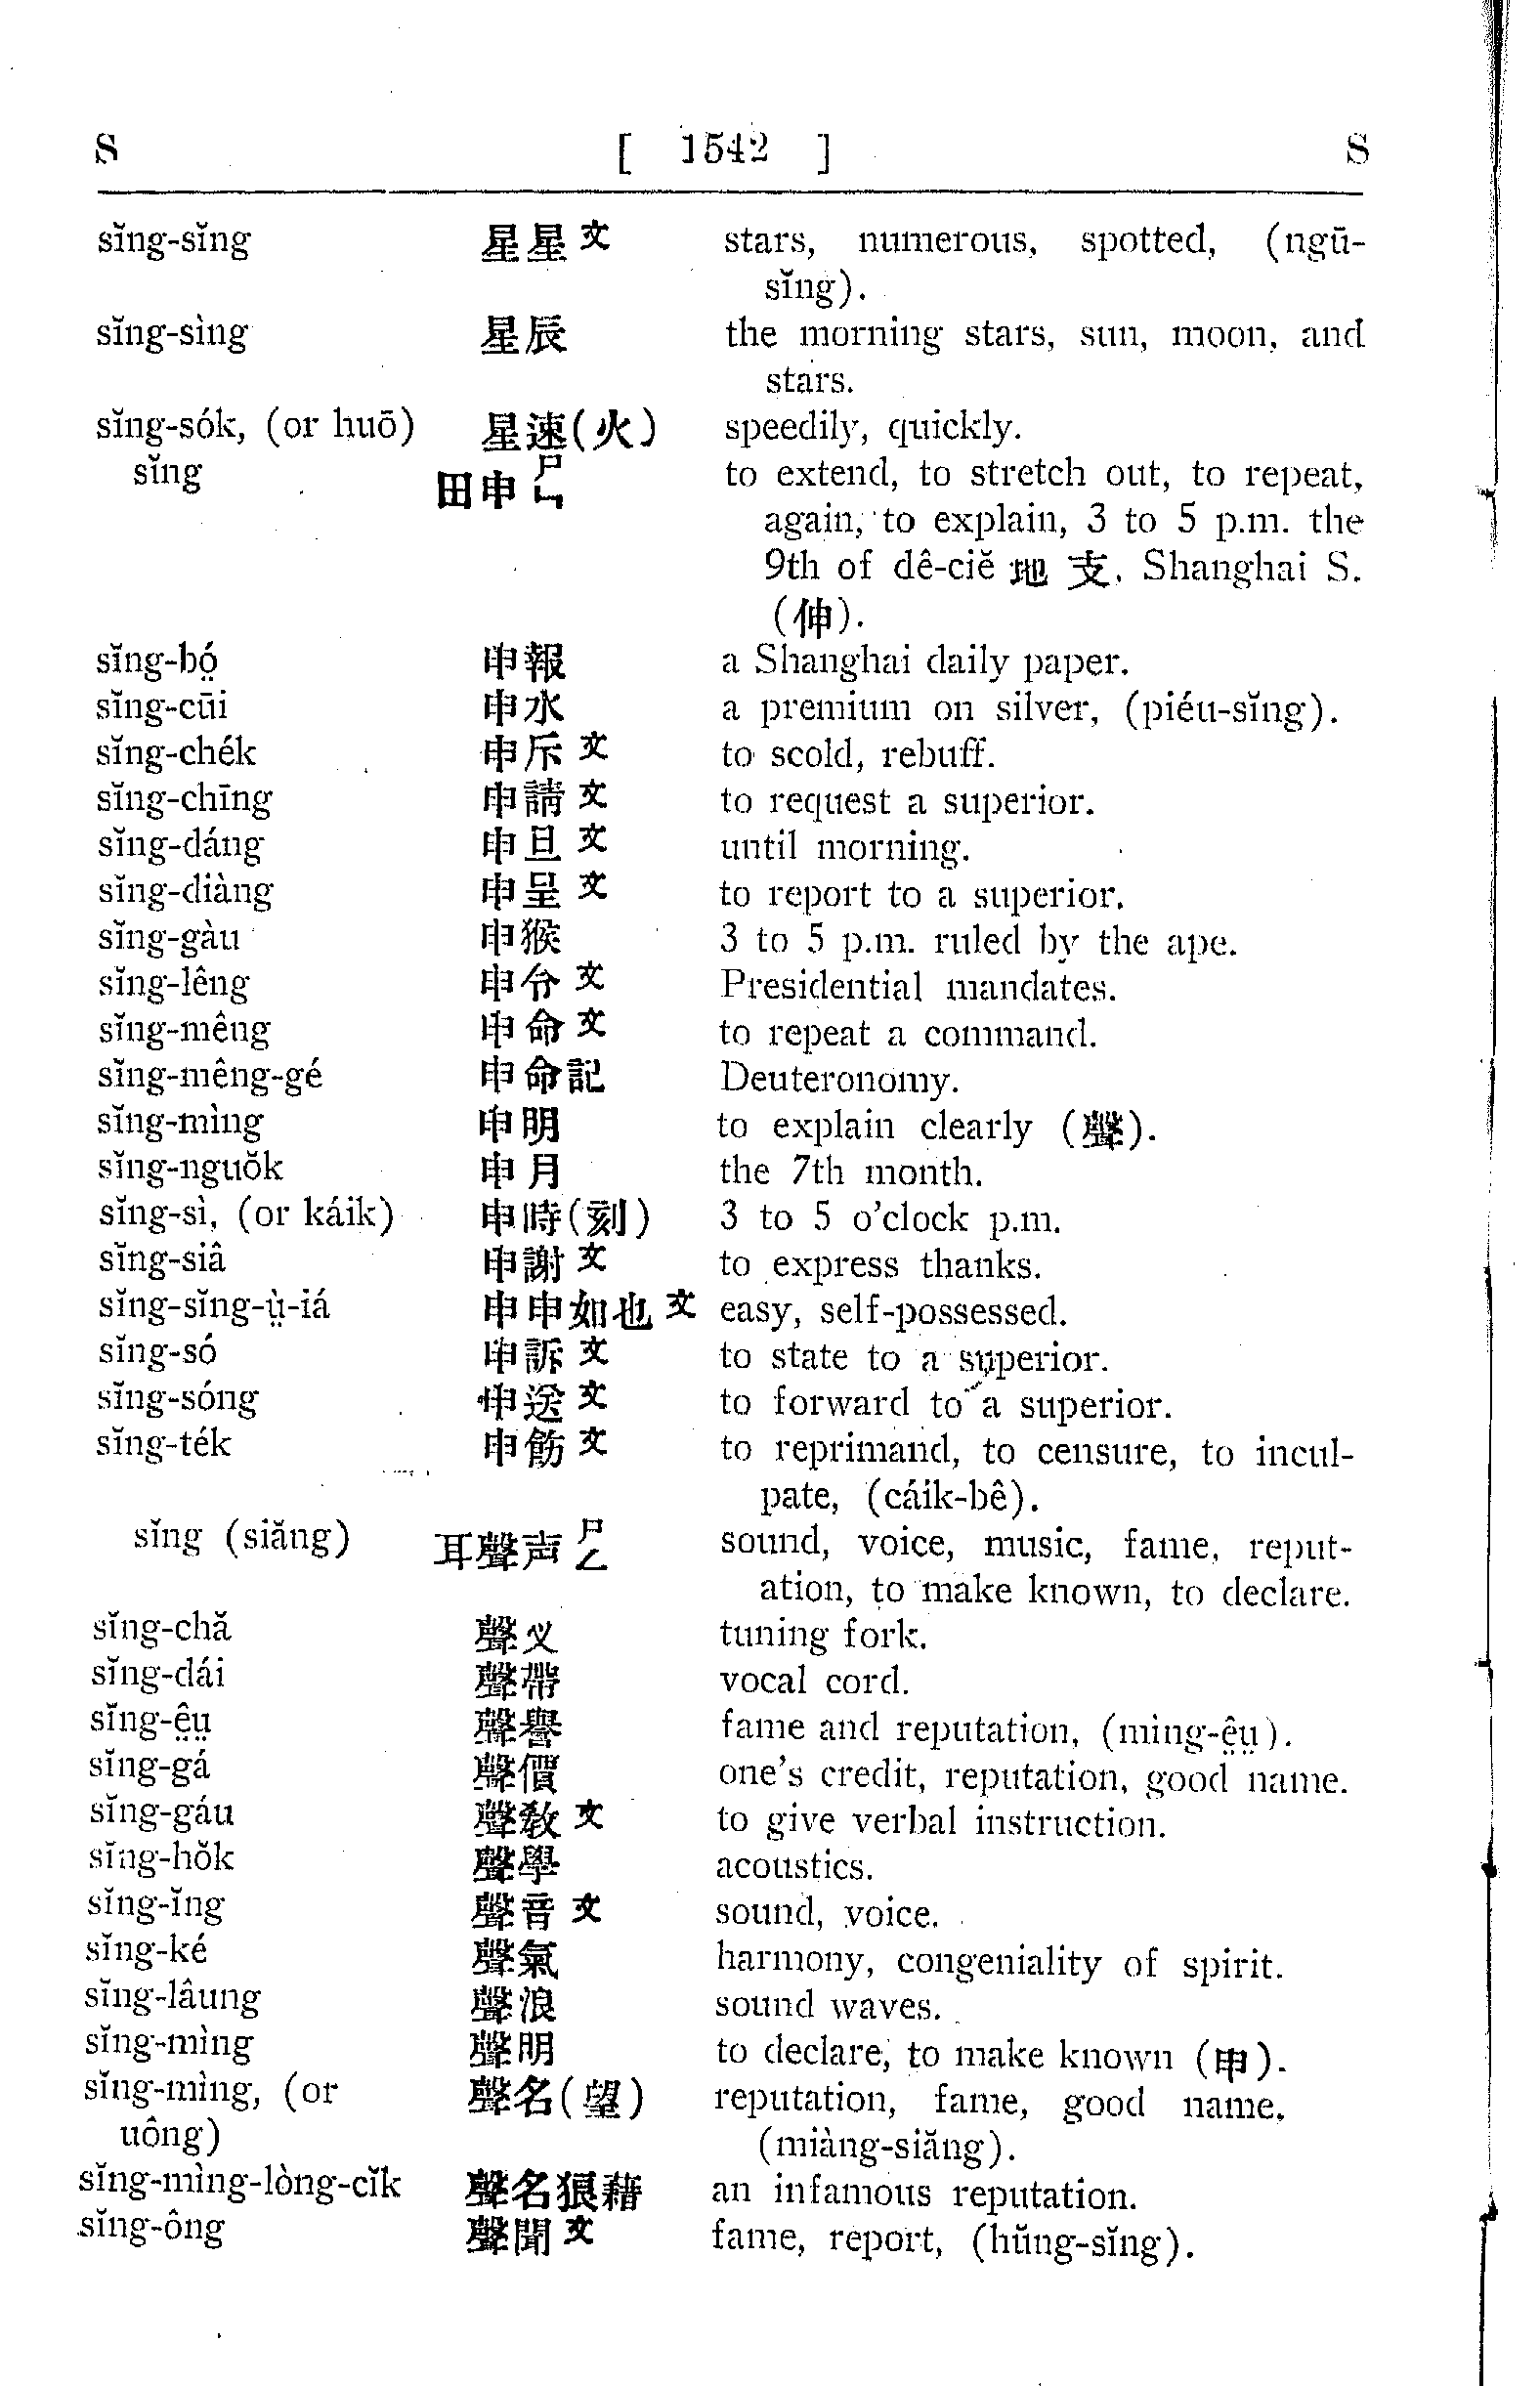 S [ 1542 ] S
sĭng-sĭng 星星文 stars, numerous, spotted, (ngū-
sĭng).
sĭng-sìng 星辰 the morning stars, sun, moon, and
stars.
sĭng-sók, (or huō) 星速(火) speedily, quickly.
sĭng 田申ㄕㄣ to extend, to stretch out, to repeat,
again, to explain, 3 to 5 p.m. the
9th of dê-ciĕ 地支, Shanghai S.
(伸).
sĭng-bó̤ 申報 a Shanghai daily paper.
sĭng-cūi 申水 a premium on silver, (piéu-sĭng).
sĭng-chék 申斥文 to scold, rebuff.
sĭng-chīng 申請文 to request a superior.
sĭng-dáng 申旦文 until morning.
sĭng-diàng 申呈文 to report to a superior.
sĭng-gàu 申猴 3 to 5 p.m. ruled by the ape.
sĭng-lêng 申令文 Presidential mandates.
sĭng-mêng 申命文 to repeat a command.
sĭng-mêng-gé 申命記 Deuteronomy.
sĭng-mìng 申明 to explain clearly (聲).
sĭng-nguŏk 申月 the 7th month.
sĭng-sì, (or káik) 申時(刻) 3 to 5 o'clock p.m.
sĭng-siâ 申謝文 to express thanks.
sĭng-sĭng-ṳ̀-iá 申申如也文 easy, self-possessed.
sĭng-só 申訴文 to state to a superior.
sĭng-sóng 申送文 to forward to a superior.
sĭng-ték 申飭文 to reprimand, to censure, to incul-
pate, (cáik-bê).
sĭng (siăng) 耳聲声ㄕㄥ sound, voice, music, fame, reput-
ation, to make known, to declare.
sĭng-chă 聲叉 tuning fork.
sĭng-dái 聲帶 vocal cord.
sĭng-ê̤ṳ 聲譽 fame and reputation, (ming-ê̤ṳ).
sĭng-gá 聲價 one's credit, reputation, good name.
sĭng-gáu 聲敎文 to give verbal instruction.
sĭng-hŏk 聲學 acoustics.
sĭng-ĭng 聲音文 sound, voice.
sĭng-ké 聲氣 harmony, congeniality of spirit.
sĭng-lâung 聲浪 sound waves.
sĭng-mìng 聲明 to declare, to make known (申).
sĭng-mìng, (or 聲名(望) reputation, fame, good name,
uông) (miàng-siăng).
sĭng-mìng-lòng-cĭk 聲名狼藉 an infamous reputation.
sĭng-ông 聲聞文 fame, report, (hŭng-sĭng).